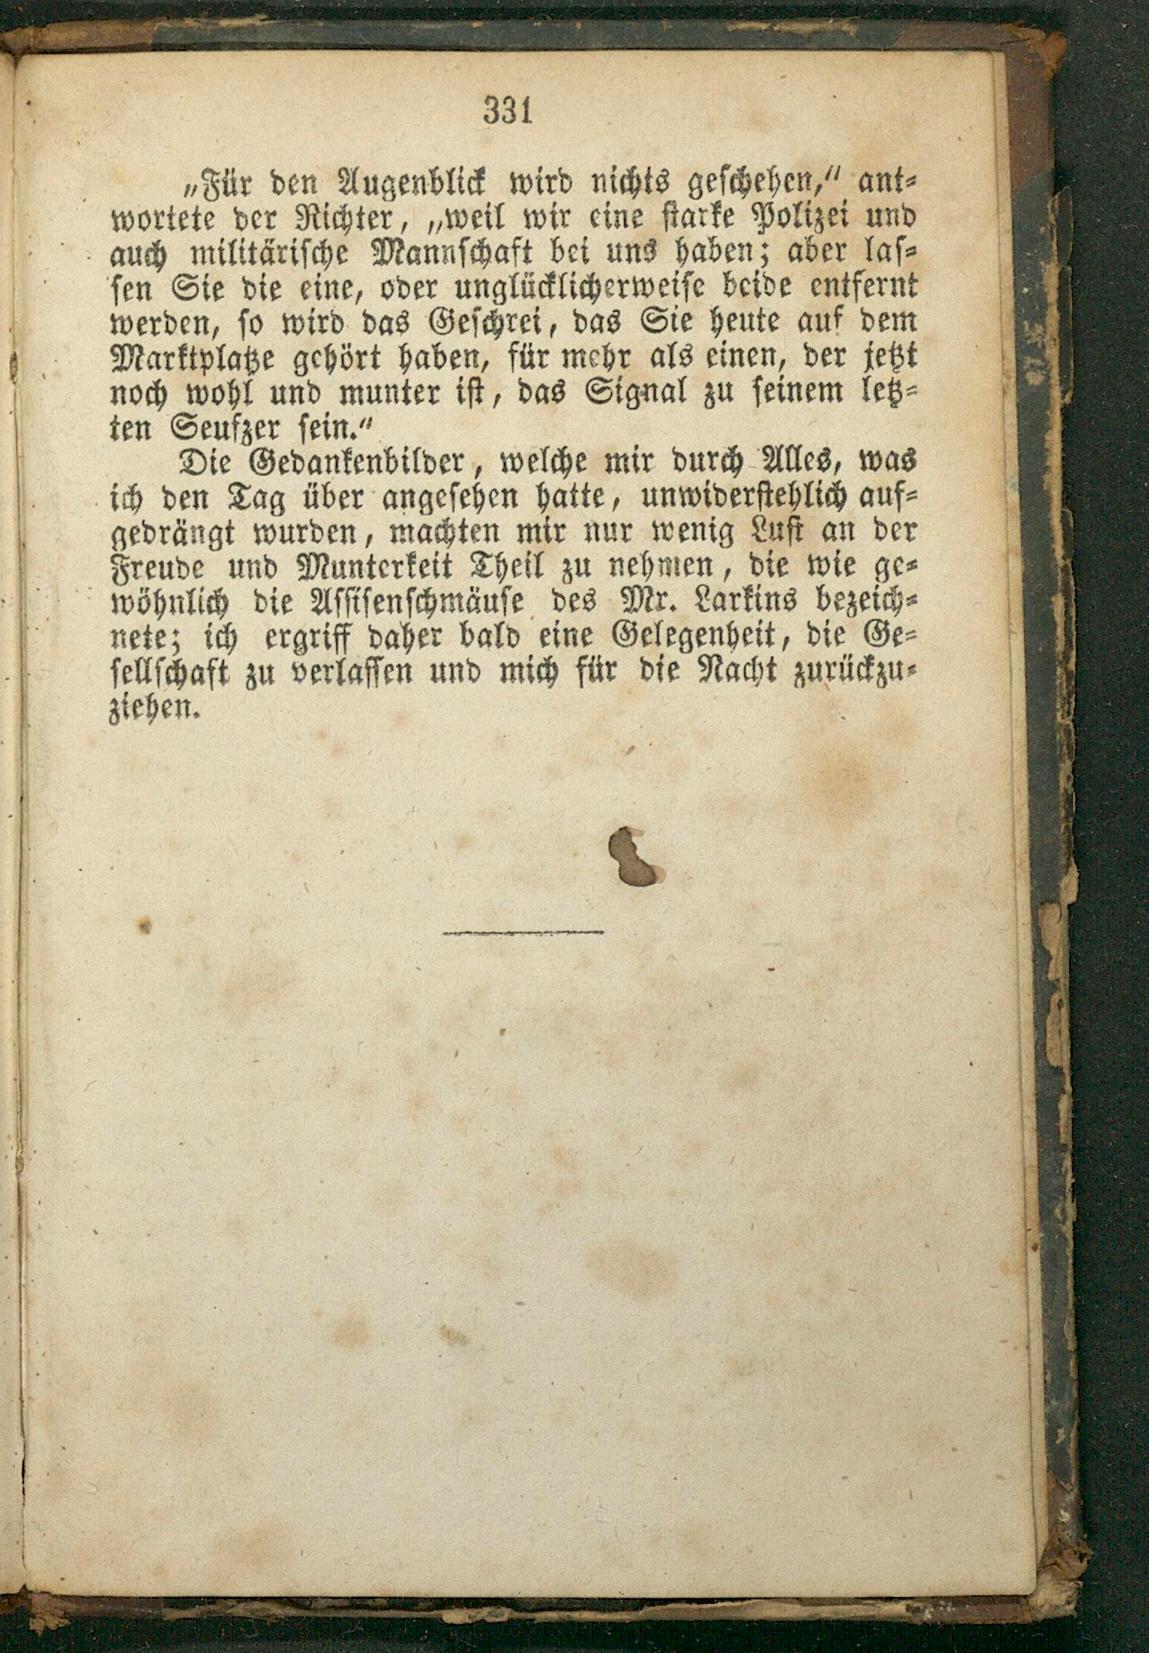 331
„Für den Augenblick wird nichts geschehen,“ ant-
wortete der Richter, „weil wir eine starke Polizei und
auch militärische Mannschaft bei uns haben; aber las-
sen Sie die eine, oder unglücklicherweise beide entfernt
werden, so wird das Geschrei, das Sie heute auf dem
Marktplatze gehört haben, für mehr als einen, der jetzt
noch wohl und munter ist, das Signal zu seinem letz-
ten Seufzer sein.“
Die Gedankenbilder, welche mir durch Alles, was
ich den Tag über angesehen hatte, unwiderstehlich auf-
gedrängt wurden, machten mir nur wenig Lust an der
Freude und Munterkeit Theil zu nehmen, die wie ge-
wöhnlich die Assisenschmäuse des Mr. Larkins bezeich-
nete; ich ergriff daher bald eine Gelegenheit, die Ge-
sellschaft zu verlassen und mich für die Nacht zurückzu-
ziehen.